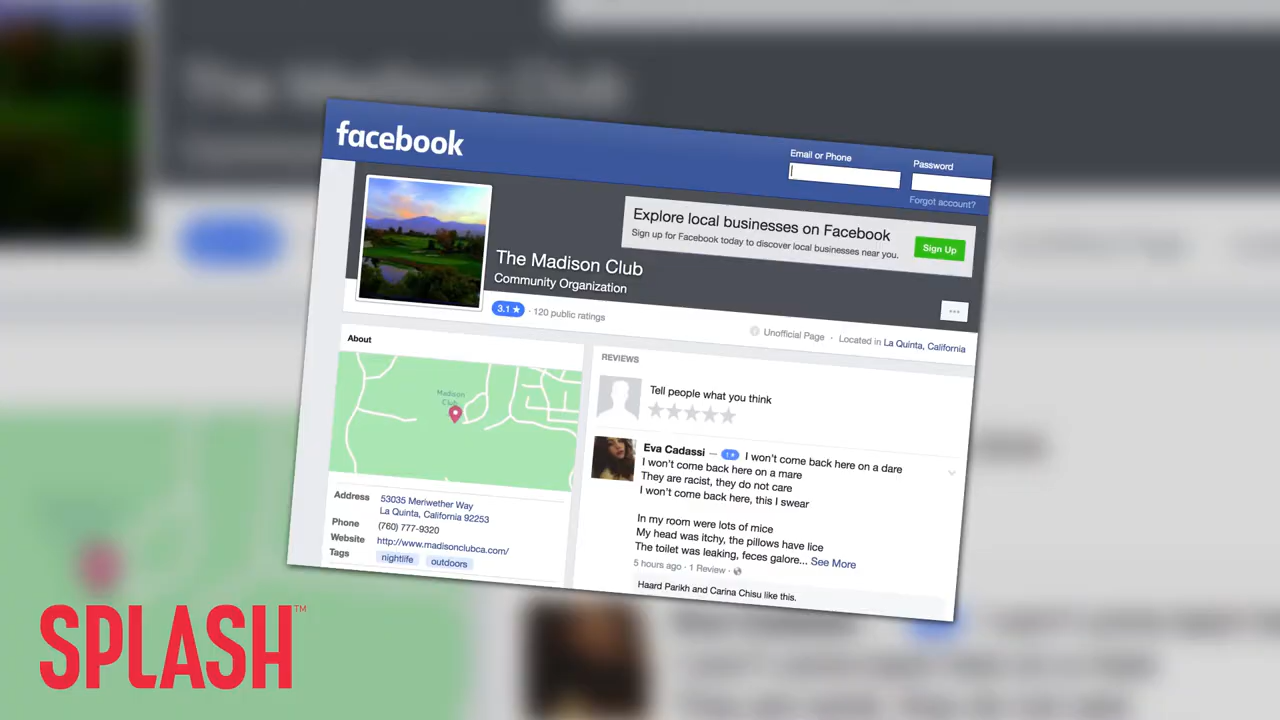 The Madison Club
facebook
Email or Phone
Password
Forgot account?
Explore local businesses on Facebook
Sign up for Facebook today to discover local businesses near you.
Sign Up
The Madison Club
Community Organization
3.1 ★ · 120 public ratings
Unofficial Page · Located in La Quinta, California
About
Madison
Club
Address 53035 Meriwether Way
La Quinta, California 92253
Phone (760) 777-9320
Website http://www.madisonclubca.com/
Tags nightlife outdoors
REVIEWS
Tell people what you think
Eva Cadassi — 1★ I won't come back here on a dare
I won't come back here on a mare
They are racist, they do not care
I won't come back here, this I swear
In my room were lots of mice
My head was itchy, the pillows have lice
The toilet was leaking, feces galore... See More
5 hours ago · 1 Review ·
Haard Parikh and Carina Chisu like this.
SPLASH™